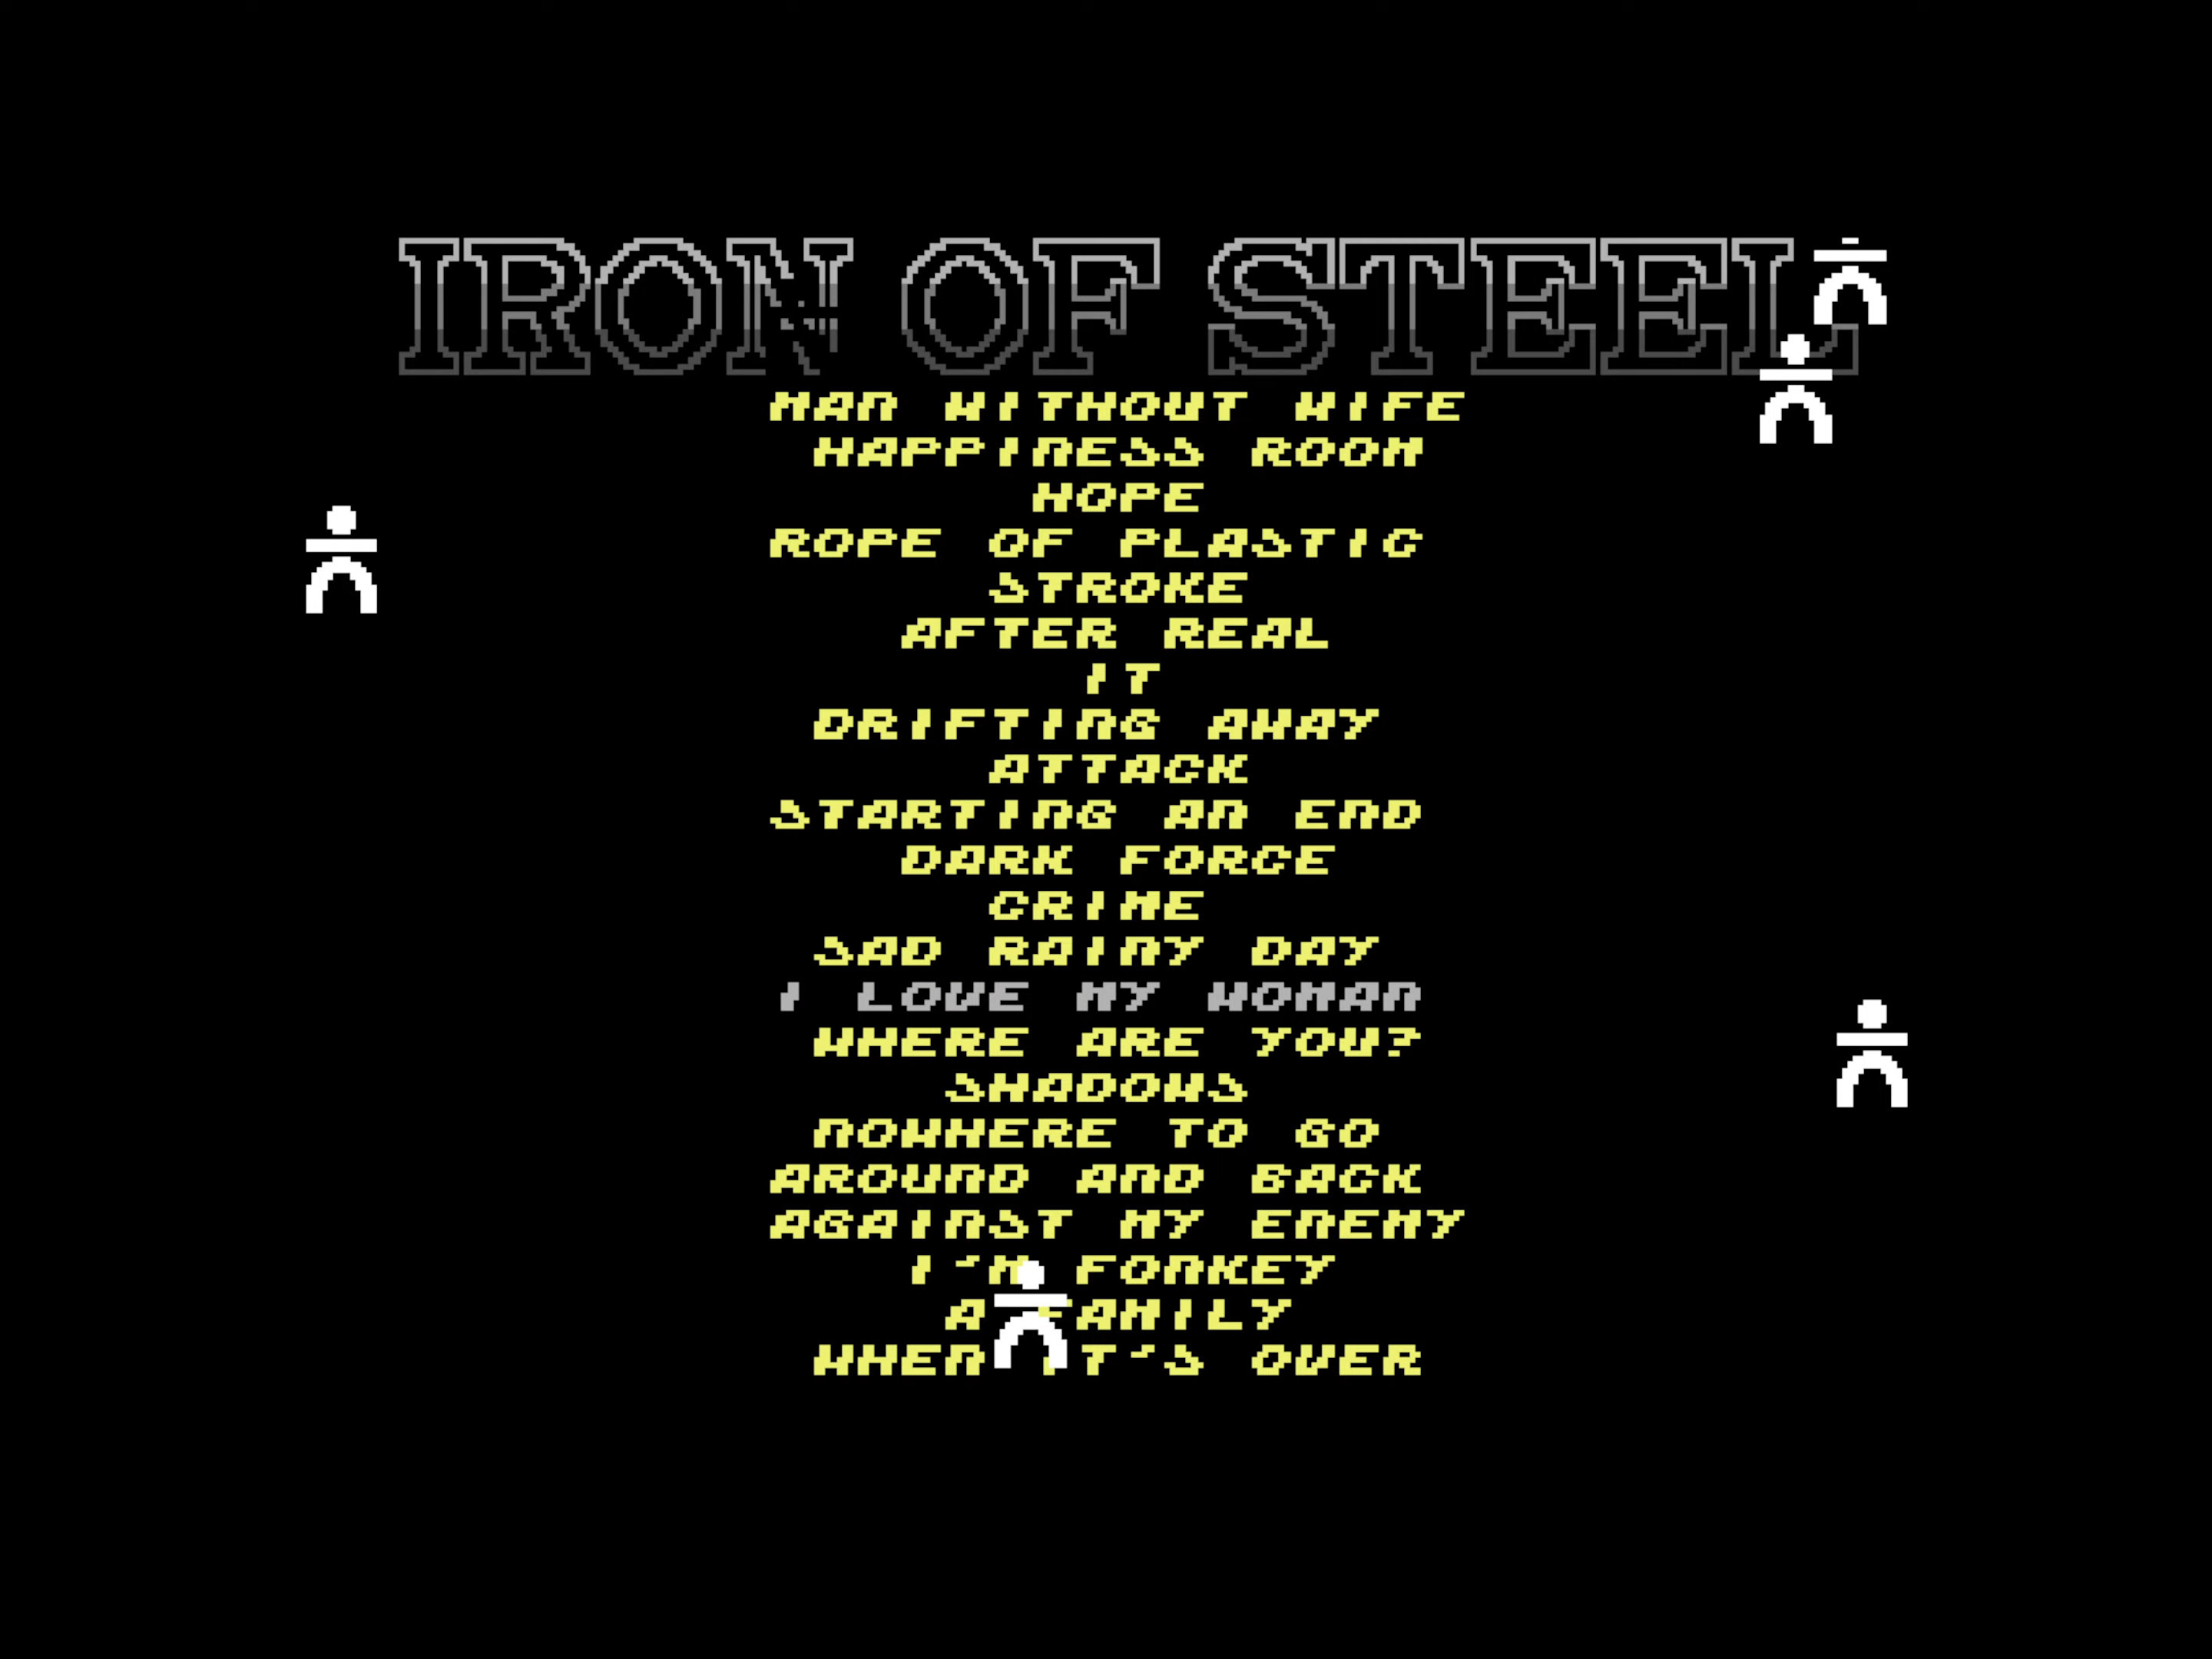 IRON OF STEEL
MAN WITHOUT WIFE
HAPPINESS ROOM
HOPE
ROPE OF PLASTIC
STROKE
AFTER REAL
IT
DRIFTING AWAY
ATTACK
STARTING AN END
DARK FORCE
CRIME
SAD RAINY DAY
I LOVE MY WOMAN
WHERE ARE YOU?
SHADOWS
NOWHERE TO GO
AROUND AND BACK
AGAINST MY ENEMY
I'M FONKEY
A FAMILY
WHEN IT'S OVER